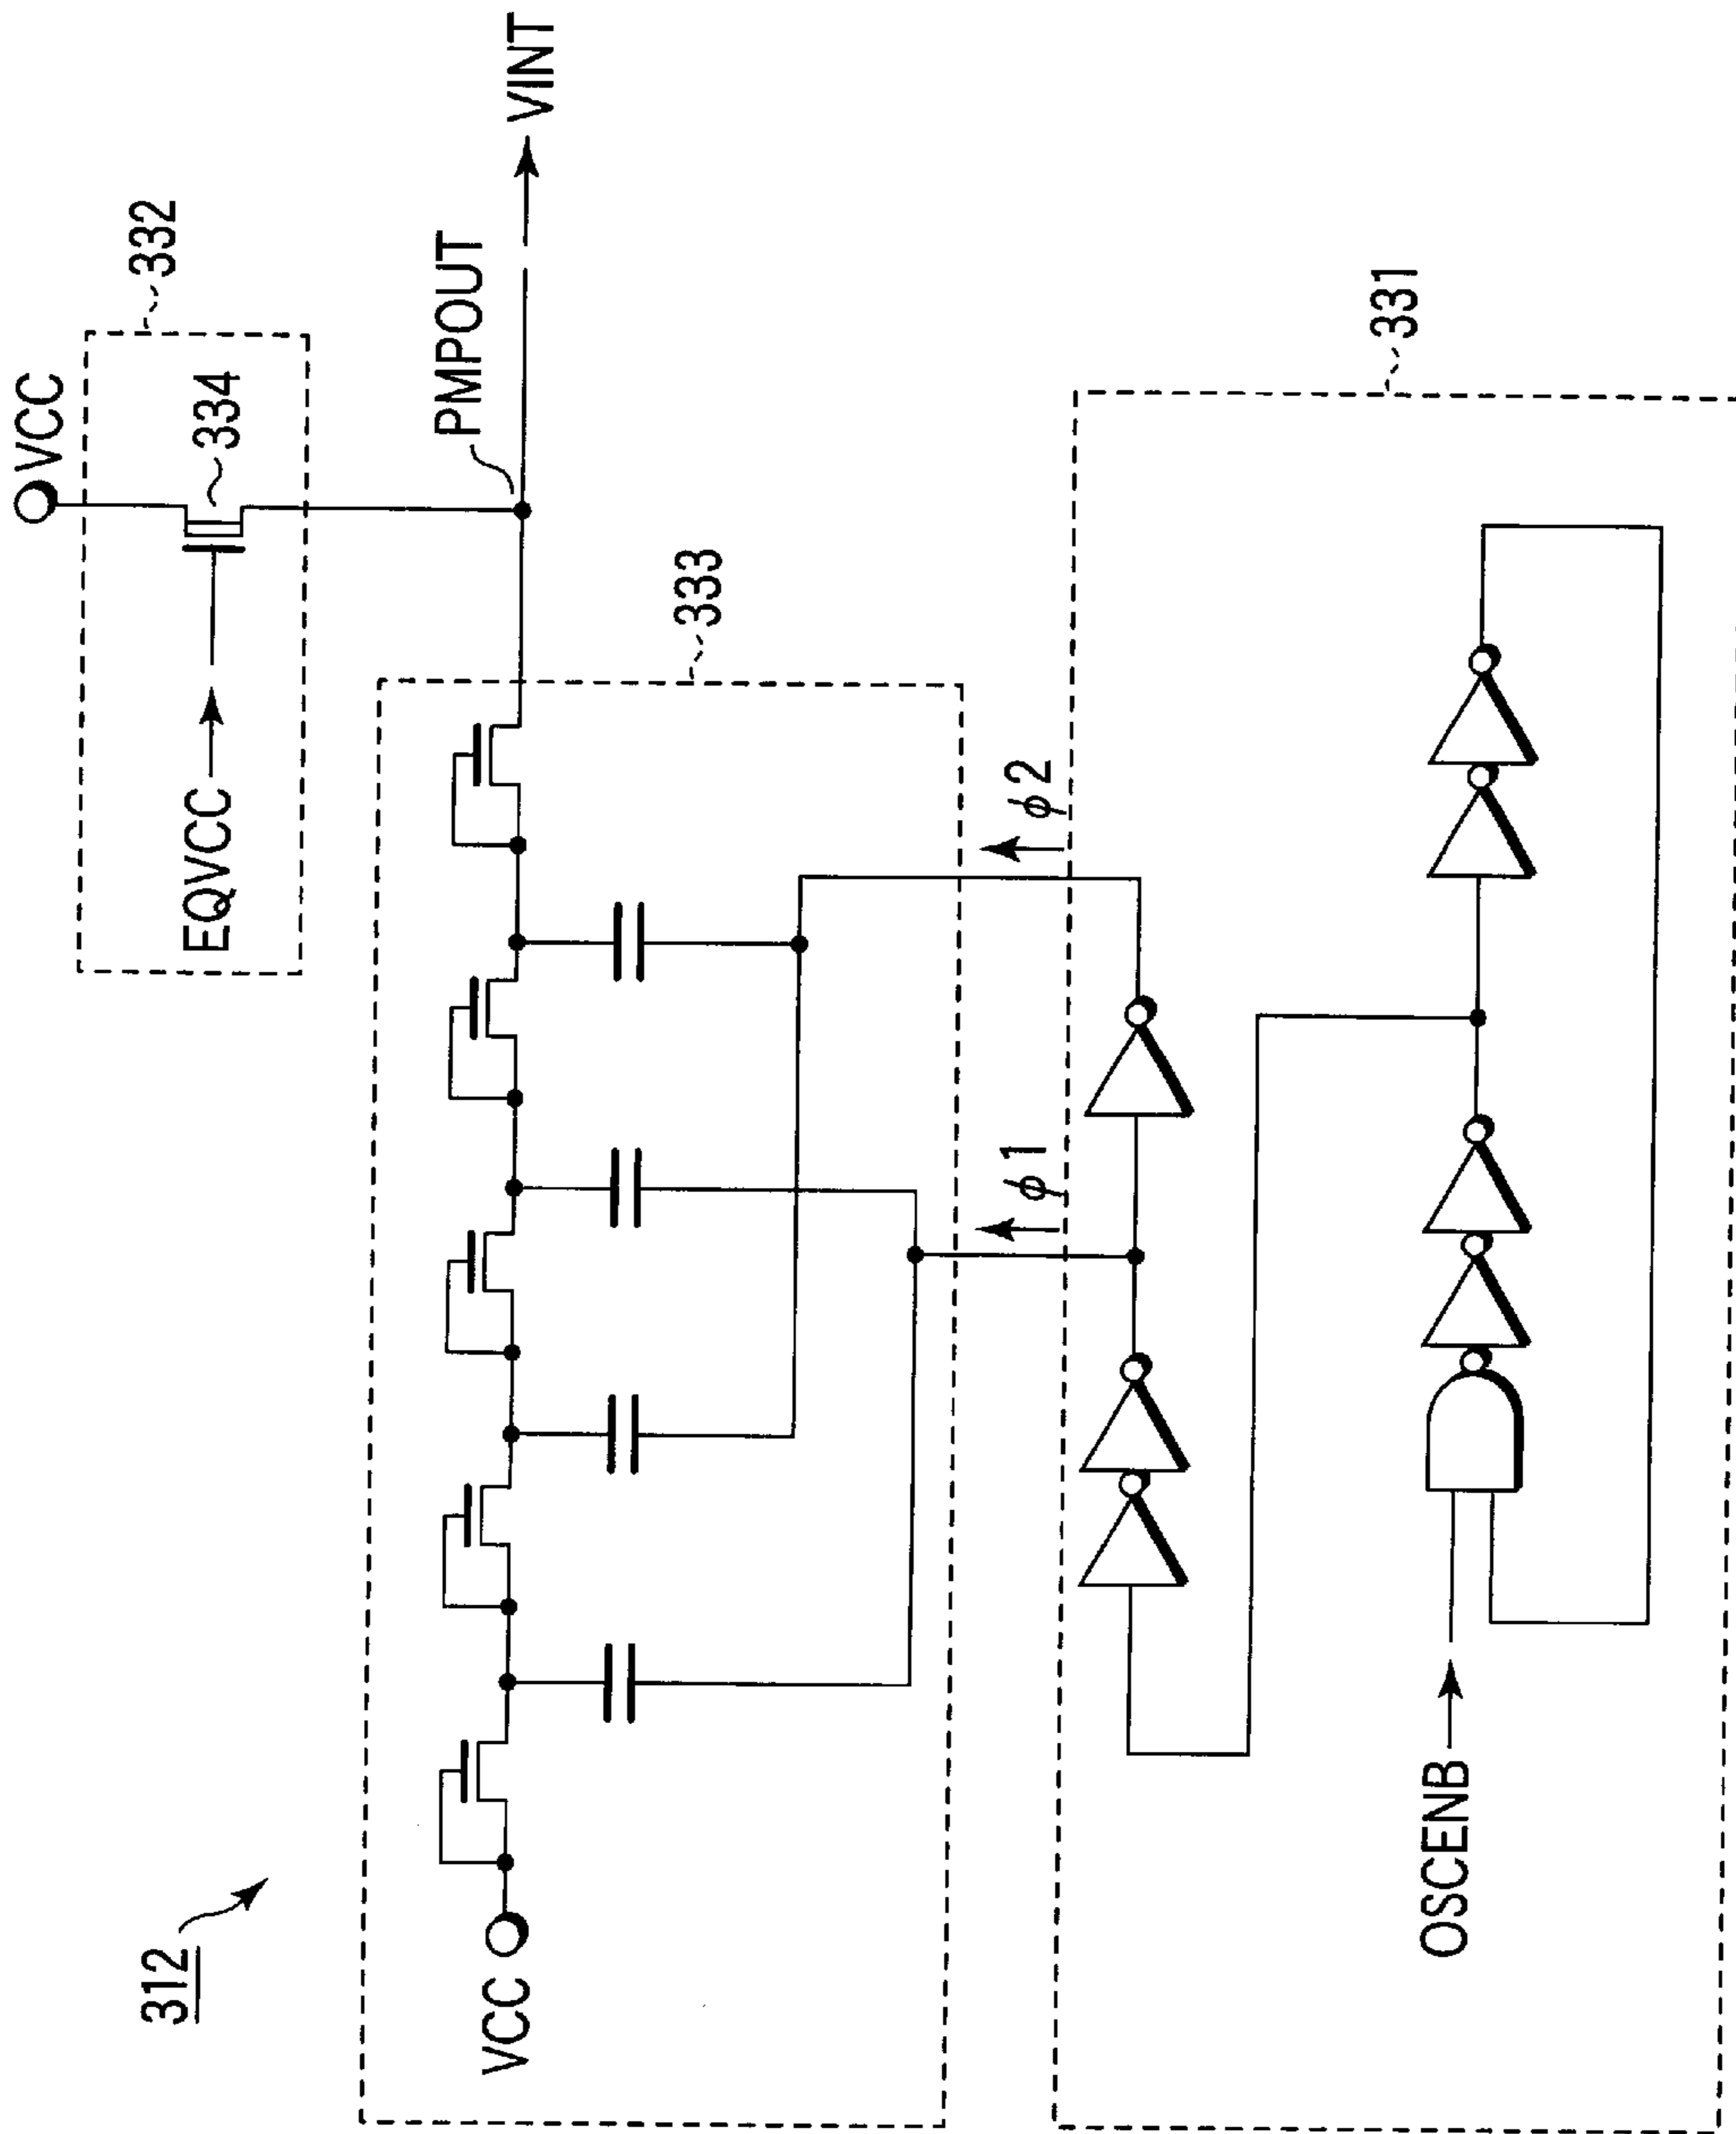 312
VCC
332
334
EQVCC
PMPOUT
VINT
333
VCC
φ1
φ2
331
OSCENB